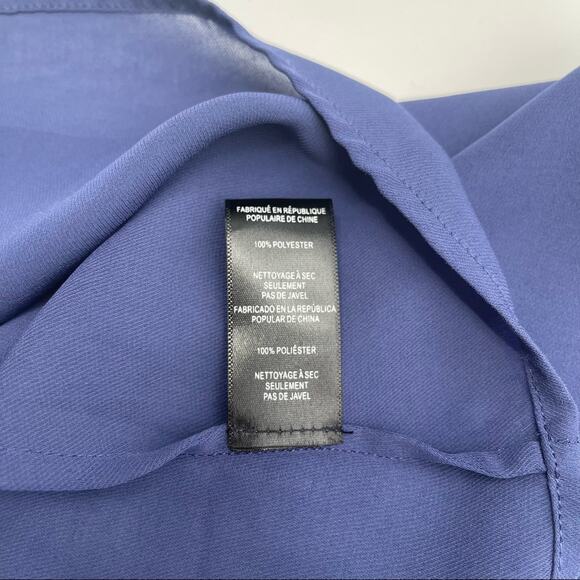 FABRIQUÉ EN RÉPUBLIQUE
POPULAIRE DE CHINE
100% POLYESTER
NETTOYAGE À SEC
SEULEMENT
PAS DE JAVEL
FABRICADO EN LA REPÚBLICA
POPULAR DE CHINA
100% POLIÉSTER
NETTOYAGE À SEC
SEULEMENT
PAS DE JAVEL